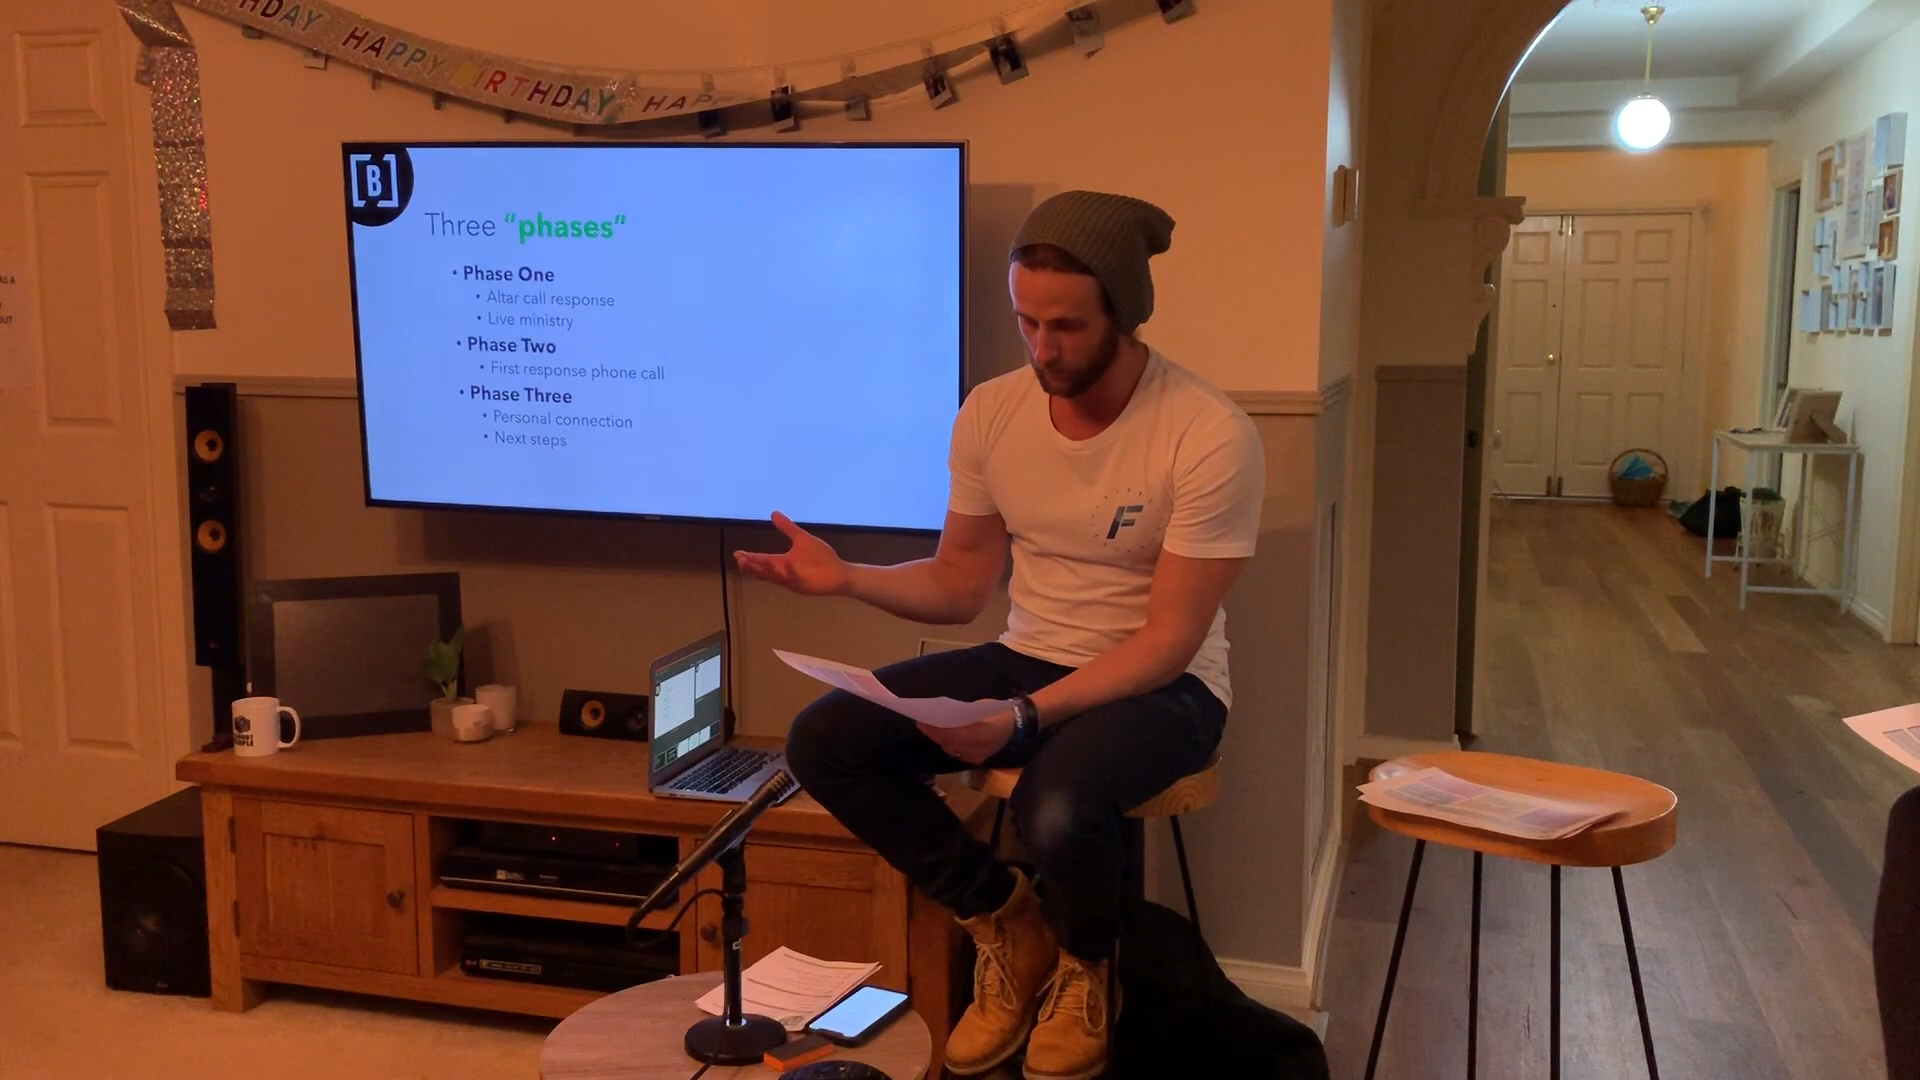 HDAY HAPPY BIRTHDAY HAP
[B]
Three “phases”
• Phase One
• Altar call response
• Live ministry
• Phase Two
• First response phone call
• Phase Three
• Personal connection
• Next steps
F